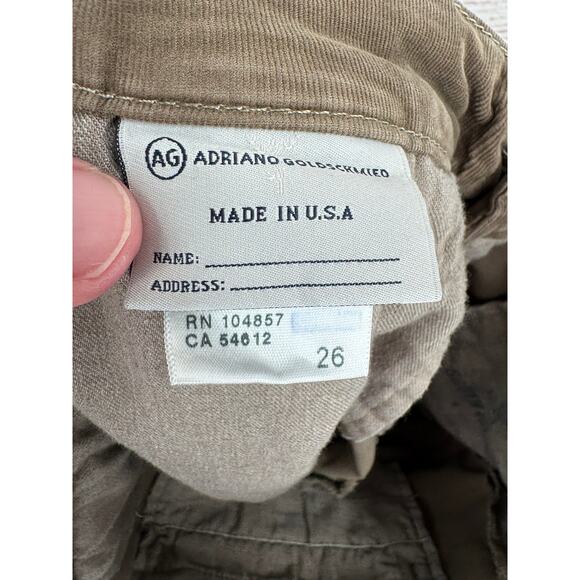 AG ADRIANO GOLDSCHMIED
MADE IN U.S.A
NAME:
ADDRESS:
RN 104857
CA 54612
26